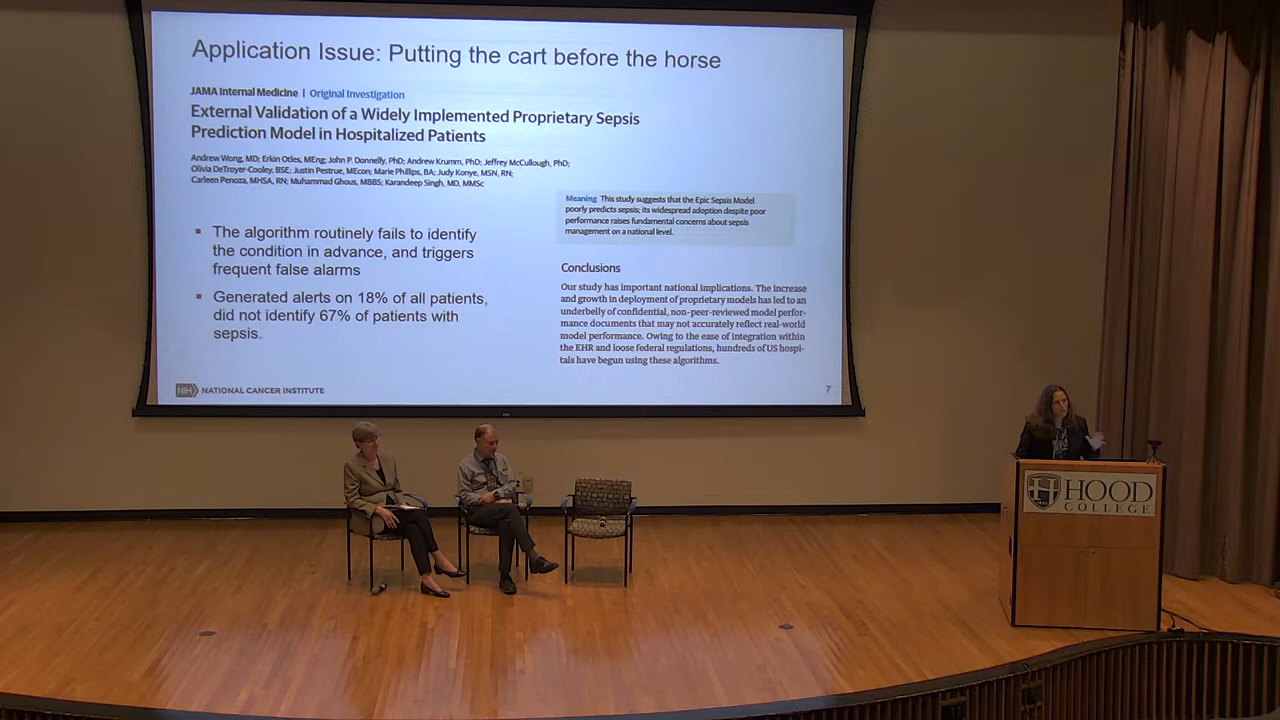 Application Issue: Putting the cart before the horse
JAMA Internal Medicine | Original Investigation
External Validation of a Widely Implemented Proprietary Sepsis
Prediction Model in Hospitalized Patients
Andrew Wong, MD; Erkin Otles, MEng; John P. Donnelly, PhD; Andrew Krumm, PhD; Jeffrey McCullough, PhD;
Olivia DeTroyer-Cooley, BSE; Justin Pestrue, MEcon; Marie Phillips, BA; Judy Konye, MSN, RN;
Carleen Penoza, MHSA, RN; Muhammad Ghous, MBBS; Karandeep Singh, MD, MMSc
Meaning This study suggests that the Epic Sepsis Model
poorly predicts sepsis; its widespread adoption despite poor
performance raises fundamental concerns about sepsis
management on a national level.
▪ The algorithm routinely fails to identify
the condition in advance, and triggers
frequent false alarms
▪ Generated alerts on 18% of all patients,
did not identify 67% of patients with
sepsis.
Conclusions
Our study has important national implications. The increase
and growth in deployment of proprietary models has led to an
underbelly of confidential, non-peer-reviewed model perfor-
mance documents that may not accurately reflect real-world
model performance. Owing to the ease of integration within
the EHR and loose federal regulations, hundreds of US hospi-
tals have begun using these algorithms.
NIH NATIONAL CANCER INSTITUTE
7
HOOD
COLLEGE